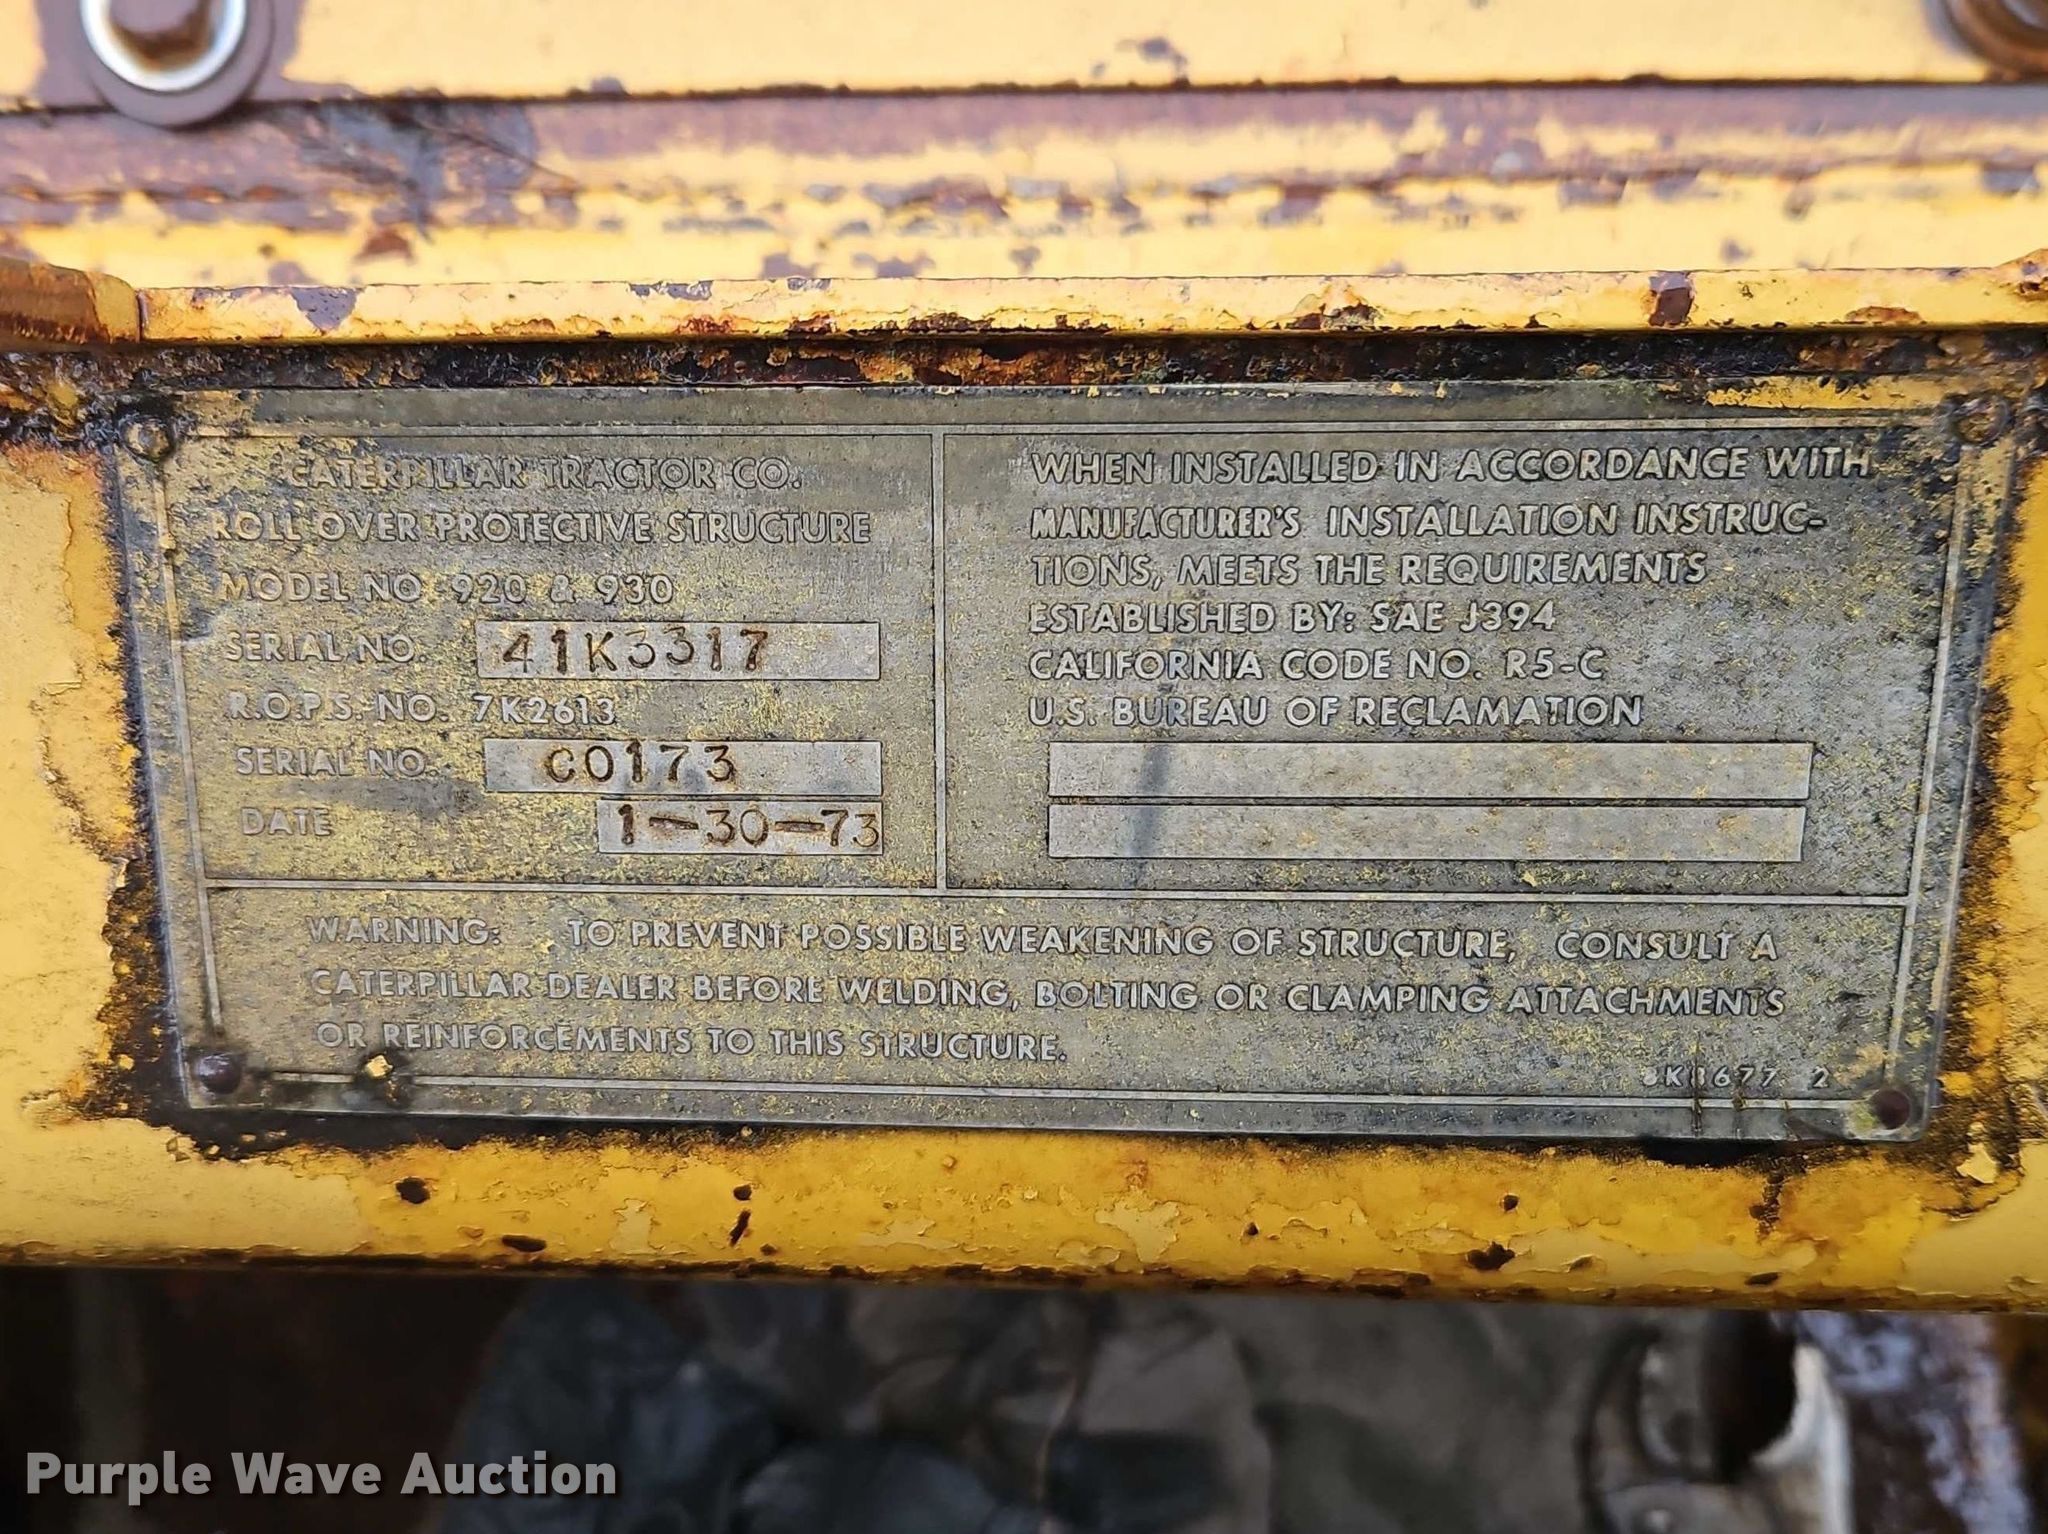 CATERPILLAR TRACTOR CO.
ROLL OVER PROTECTIVE STRUCTURE
MODEL NO. 920 & 930
SERIAL NO. 41K3317
R.O.P.S. NO. 7K2613
SERIAL NO. C0173
DATE 1-30-73
WHEN INSTALLED IN ACCORDANCE WITH
MANUFACTURER'S INSTALLATION INSTRUC-
TIONS, MEETS THE REQUIREMENTS
ESTABLISHED BY: SAE J394
CALIFORNIA CODE NO. R5-C
U.S. BUREAU OF RECLAMATION
WARNING: TO PREVENT POSSIBLE WEAKENING OF STRUCTURE, CONSULT A
CATERPILLAR DEALER BEFORE WELDING, BOLTING OR CLAMPING ATTACHMENTS
OR REINFORCEMENTS TO THIS STRUCTURE.
2
Purple Wave Auction